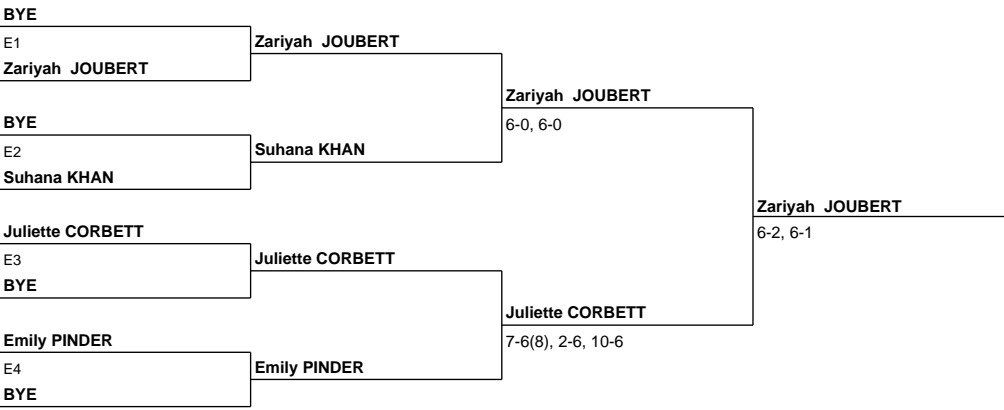 BYE
E1
Zariyah JOUBERT
BYE
E2
Suhana KHAN
Juliette CORBETT
E3
BYE
Emily PINDER
E4
BYE
Zariyah JOUBERT
Suhana KHAN
Juliette CORBETT
Emily PINDER
Zariyah JOUBERT
6-0, 6-0
Juliette CORBETT
7-6(8), 2-6, 10-6
Zariyah JOUBERT
6-2, 6-1